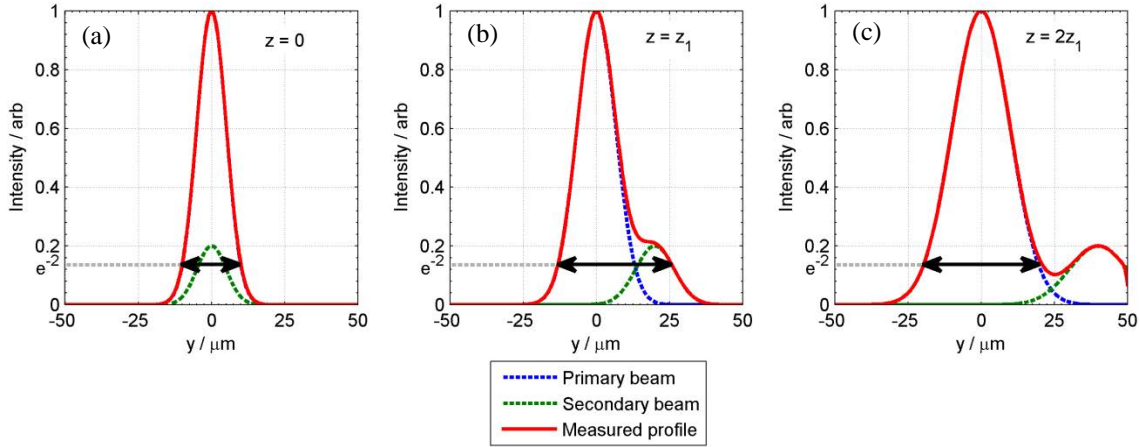 (a)
z = 0
Intensity / arb
1
0.8
0.6
0.4
0.2
e⁻²
0
-50
-25
0
25
50
y / μm
(b)
z = z₁
Intensity / arb
1
0.8
0.6
0.4
0.2
e⁻²
0
-50
-25
0
25
50
y / μm
(c)
z = 2z₁
Intensity / arb
1
0.8
0.6
0.4
0.2
e⁻²
0
-50
-25
0
25
50
y / μm
Primary beam
Secondary beam
Measured profile